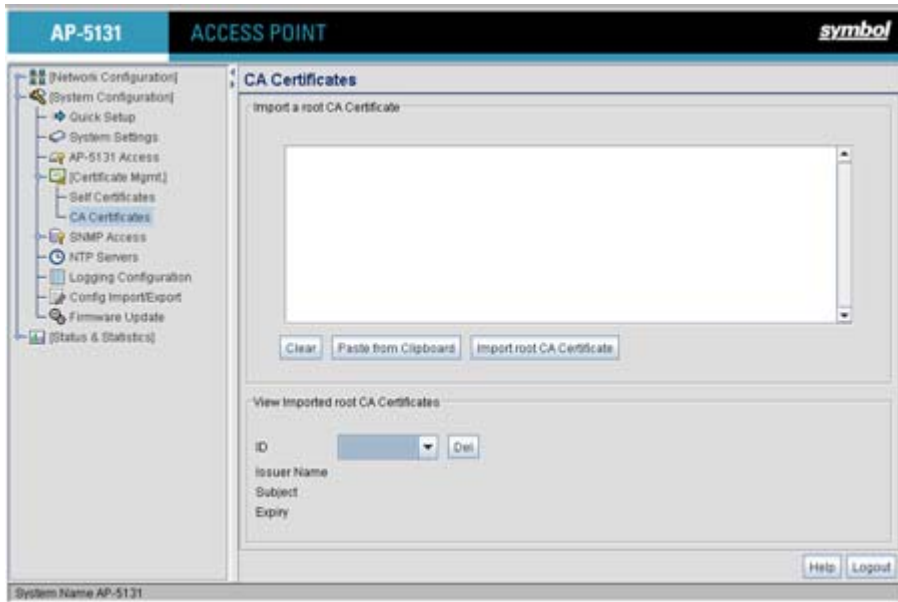 AP-5131
ACCESS POINT
symbol
[Network Configuration]
[System Configuration]
Quick Setup
System Settings
AP-5131 Access
[Certificate Mgmt.]
Self Certificates
CA Certificates
SNMP Access
NTP Servers
Logging Configuration
Config Import/Export
Firmware Update
[Status & Statistics]
CA Certificates
Import a root CA Certificate
Clear
Paste from Clipboard
Import root CA Certificate
View Imported root CA Certificates
ID
Del
Issuer Name
Subject
Expiry
Help
Logout
System Name AP-5131